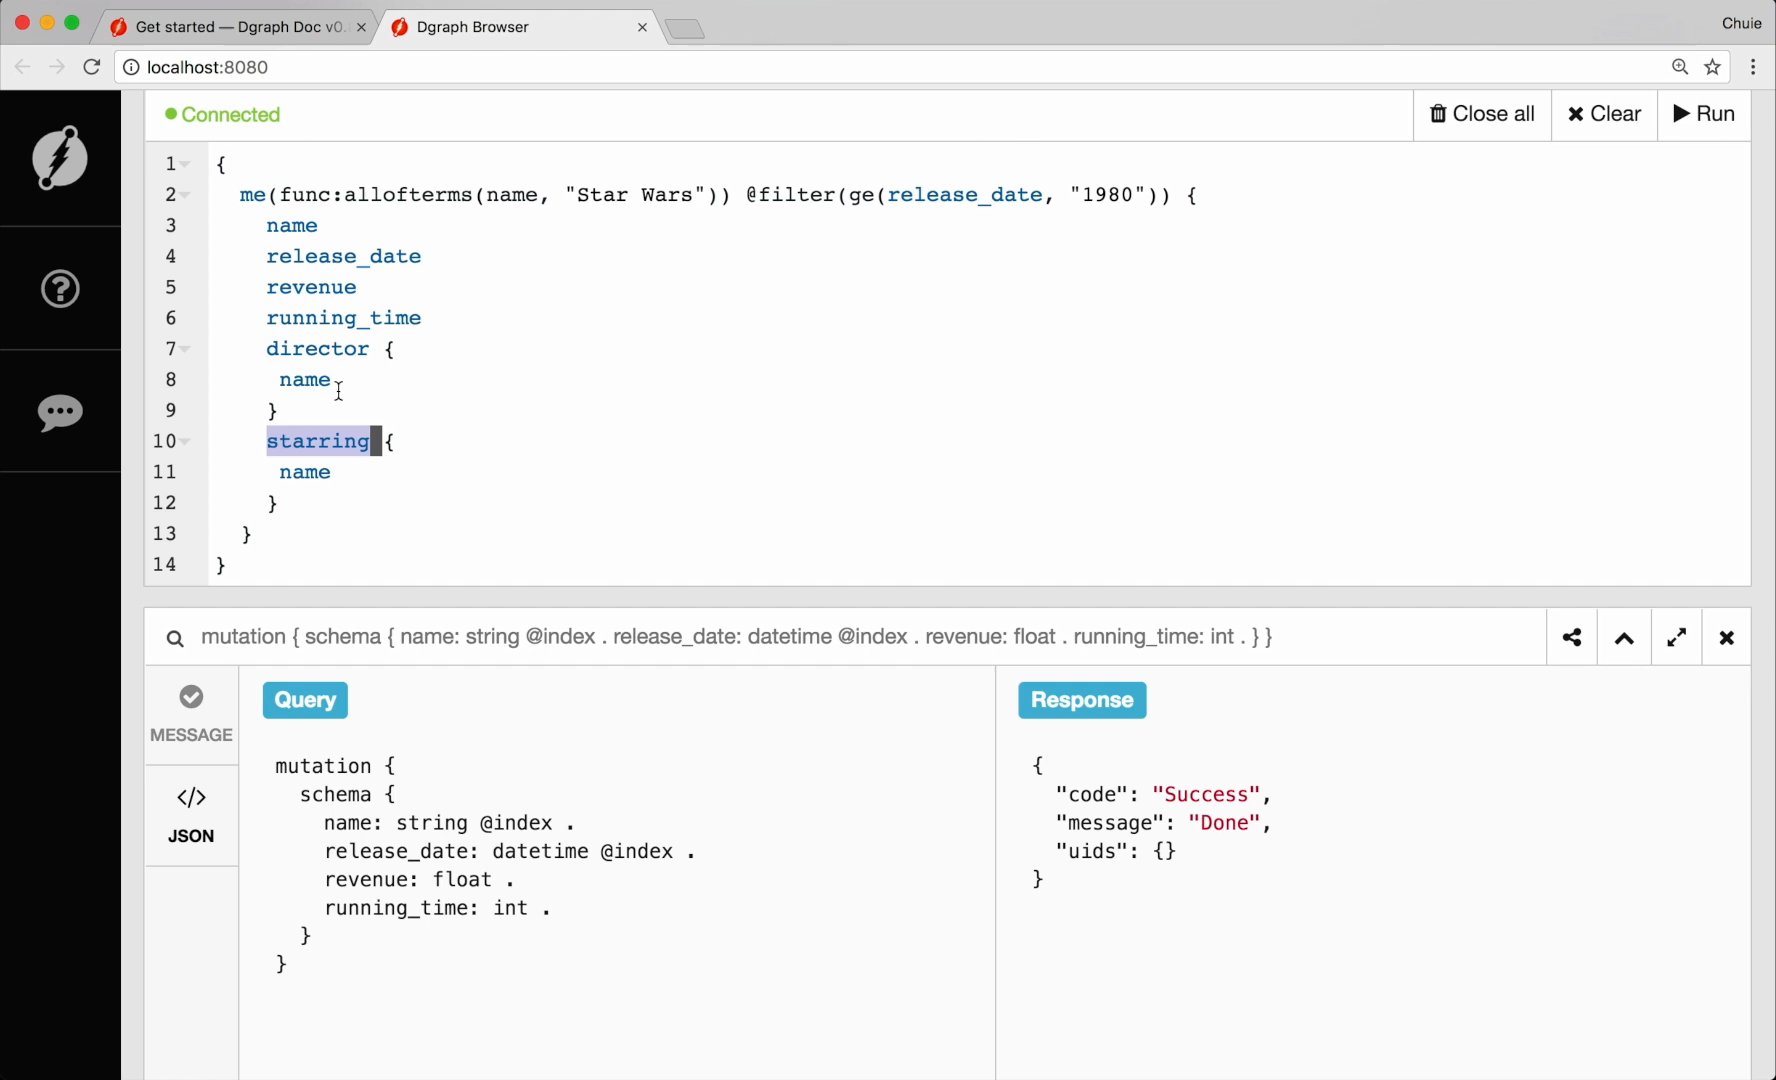 Get started — Dgraph Doc v0.
Dgraph Browser
Chuie
localhost:8080
Connected
Close all
Clear
Run
1 {
2 me(func:allofterms(name, "Star Wars")) @filter(ge(release_date, "1980")) {
3 name
4 release_date
5 revenue
6 running_time
7 director {
8 name
9 }
10 starring {
11 name
12 }
13 }
14 }
mutation { schema { name: string @index . release_date: datetime @index . revenue: float . running_time: int . } }
MESSAGE
JSON
Query
mutation {
schema {
name: string @index .
release_date: datetime @index .
revenue: float .
running_time: int .
}
}
Response
{
"code": "Success",
"message": "Done",
"uids": {}
}